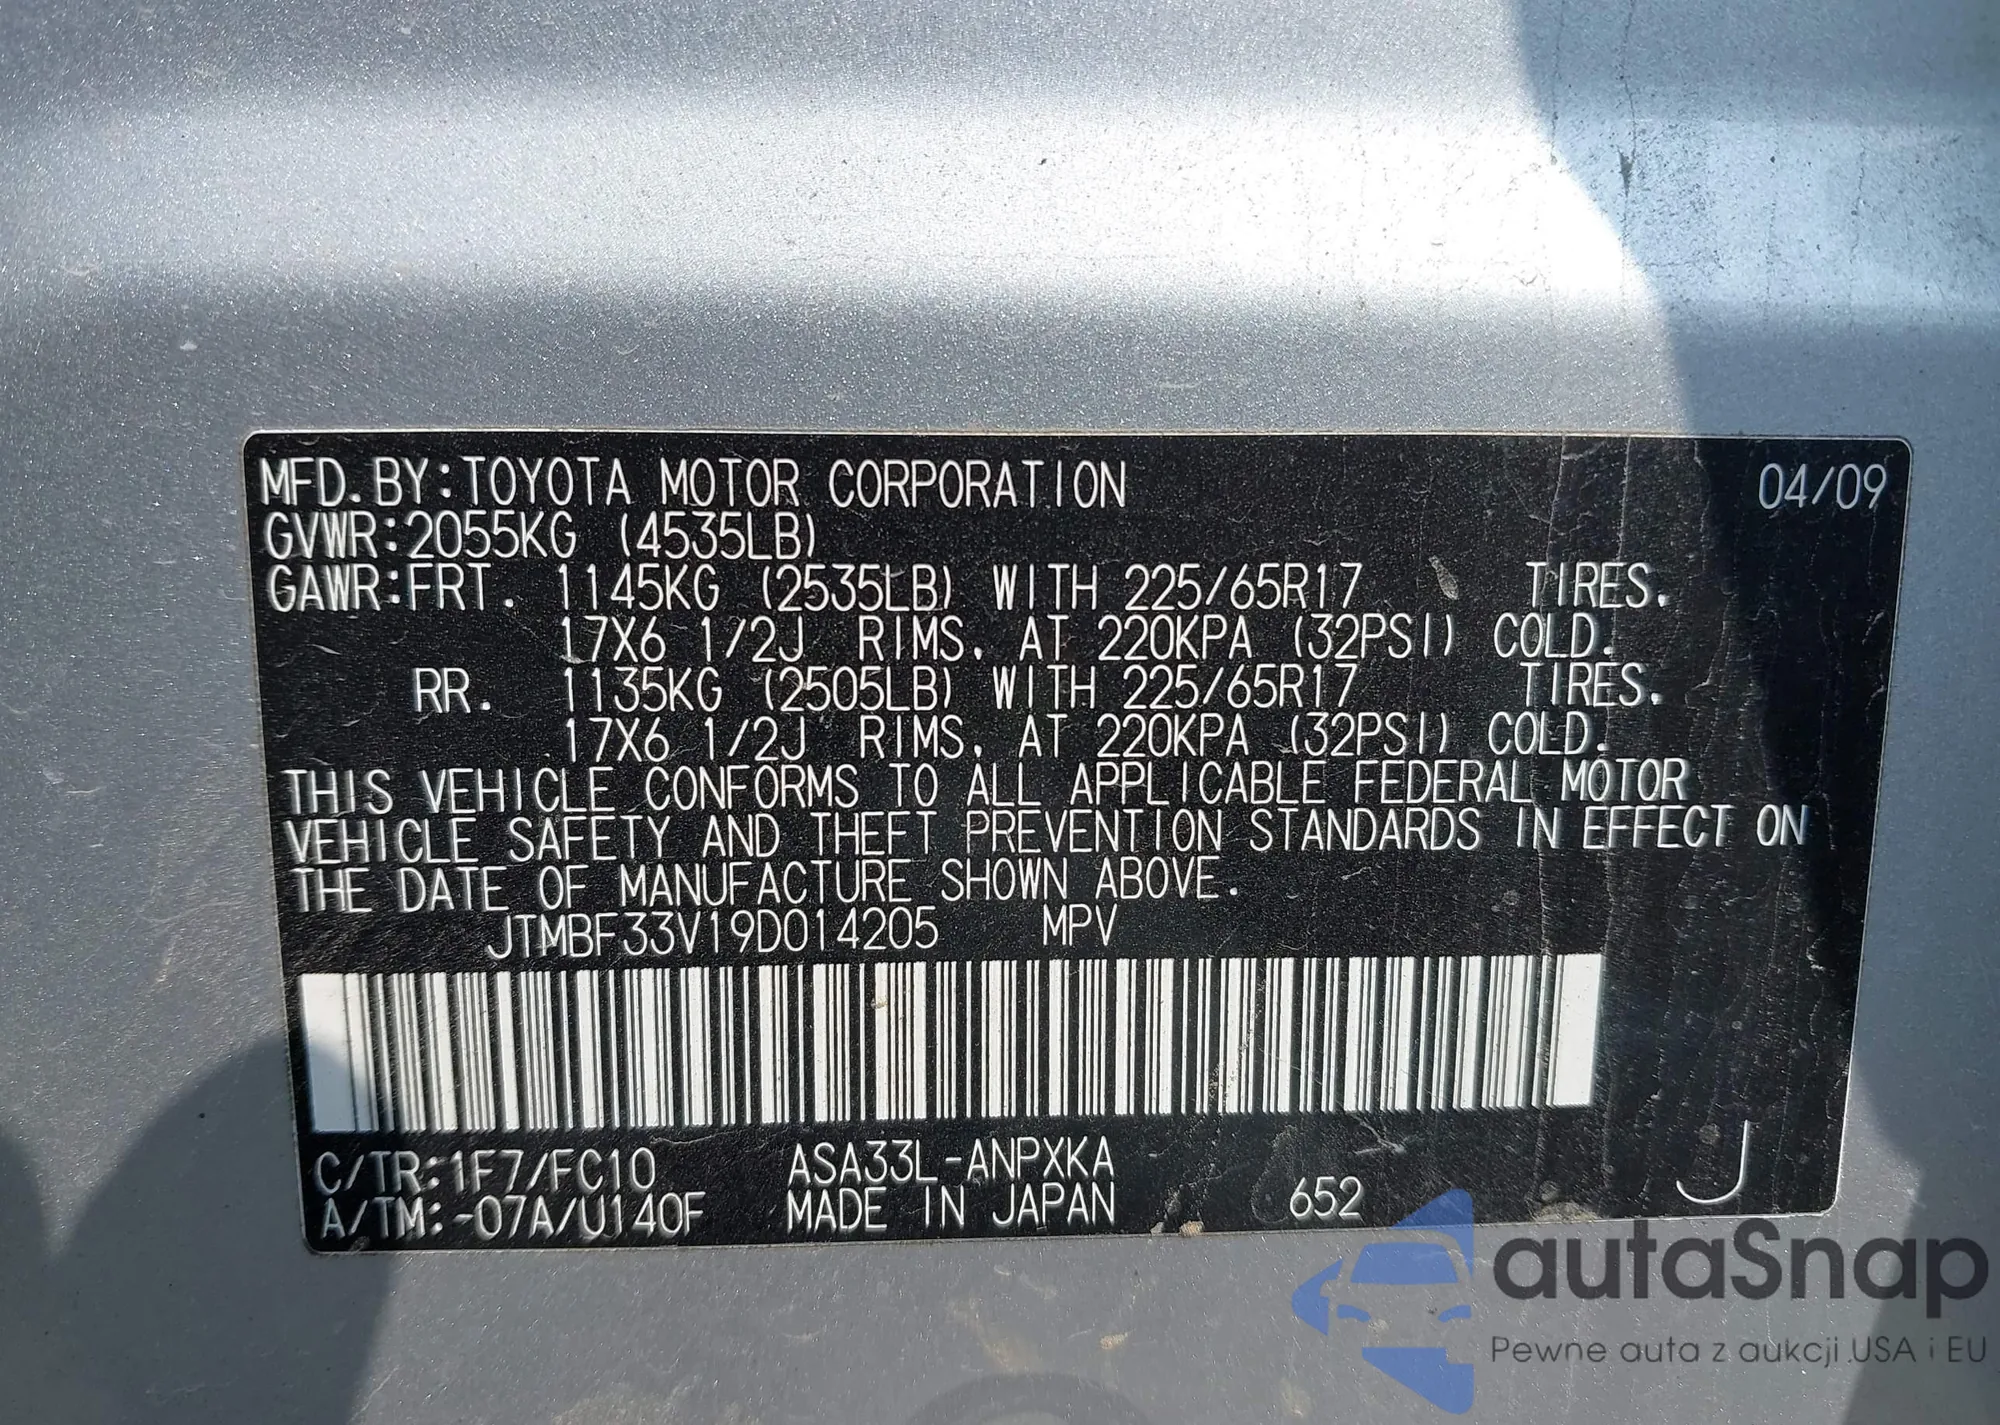 MFD.BY:TOYOTA MOTOR CORPORATION 04/09
GVWR:2055KG (4535LB)
GAWR:FRT. 1145KG (2535LB) WITH 225/65R17 TIRES.
17X6 1/2J RIMS, AT 220KPA (32PSI) COLD.
RR. 1135KG (2505LB) WITH 225/65R17 TIRES.
17X6 1/2J RIMS, AT 220KPA (32PSI) COLD.
THIS VEHICLE CONFORMS TO ALL APPLICABLE FEDERAL MOTOR
VEHICLE SAFETY AND THEFT PREVENTION STANDARDS IN EFFECT ON
THE DATE OF MANUFACTURE SHOWN ABOVE.
JTMBF33V19D014205 MPV
C/TR:1F7/FC10 ASA33L-ANPXKA
A/TM:-07A/U140F MADE IN JAPAN 652 J
autaSnap
Pewne auta z aukcji USA i EU